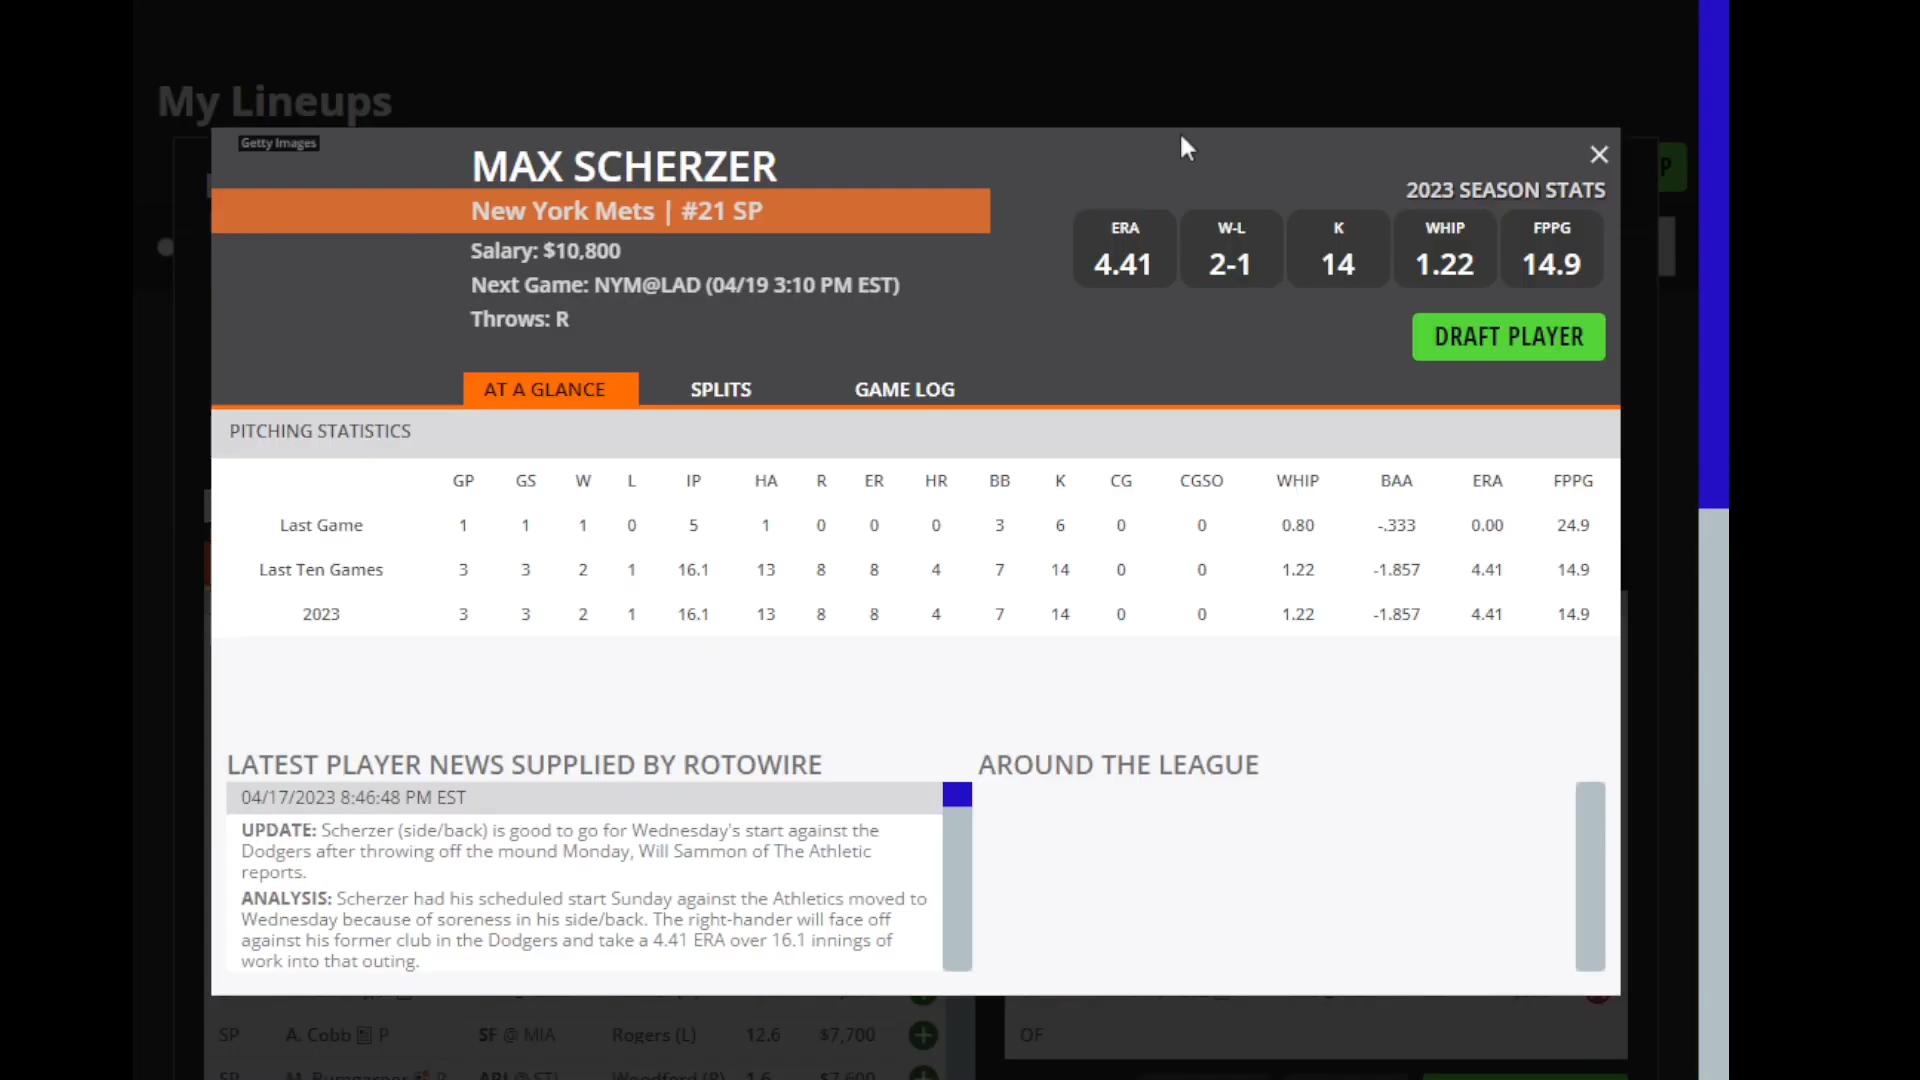 My Lineups
Getty Images
MAX SCHERZER
New York Mets | #21 SP
Salary: $10,800
Next Game: NYM@LAD (04/19 3:10 PM EST)
Throws: R
2023 SEASON STATS
ERA W-L K WHIP FPPG
4.41 2-1 14 1.22 14.9
DRAFT PLAYER
AT A GLANCE SPLITS GAME LOG
PITCHING STATISTICS
GP GS W L IP HA R ER HR BB K CG CGSO WHIP BAA ERA FPPG
Last Game 1 1 1 0 5 1 0 0 0 3 6 0 0 0.80 -.333 0.00 24.9
Last Ten Games 3 3 2 1 16.1 13 8 8 4 7 14 0 0 1.22 -1.857 4.41 14.9
2023 3 3 2 1 16.1 13 8 8 4 7 14 0 0 1.22 -1.857 4.41 14.9
LATEST PLAYER NEWS SUPPLIED BY ROTOWIRE
04/17/2023 8:46:48 PM EST
UPDATE: Scherzer (side/back) is good to go for Wednesday's start against the
Dodgers after throwing off the mound Monday, Will Sammon of The Athletic
reports.
ANALYSIS: Scherzer had his scheduled start Sunday against the Athletics moved to
Wednesday because of soreness in his side/back. The right-hander will face off
against his former club in the Dodgers and take a 4.41 ERA over 16.1 innings of
work into that outing.
AROUND THE LEAGUE
SP A. Cobb P SF @ MIA Rogers (L) 12.6 $7,700
OF